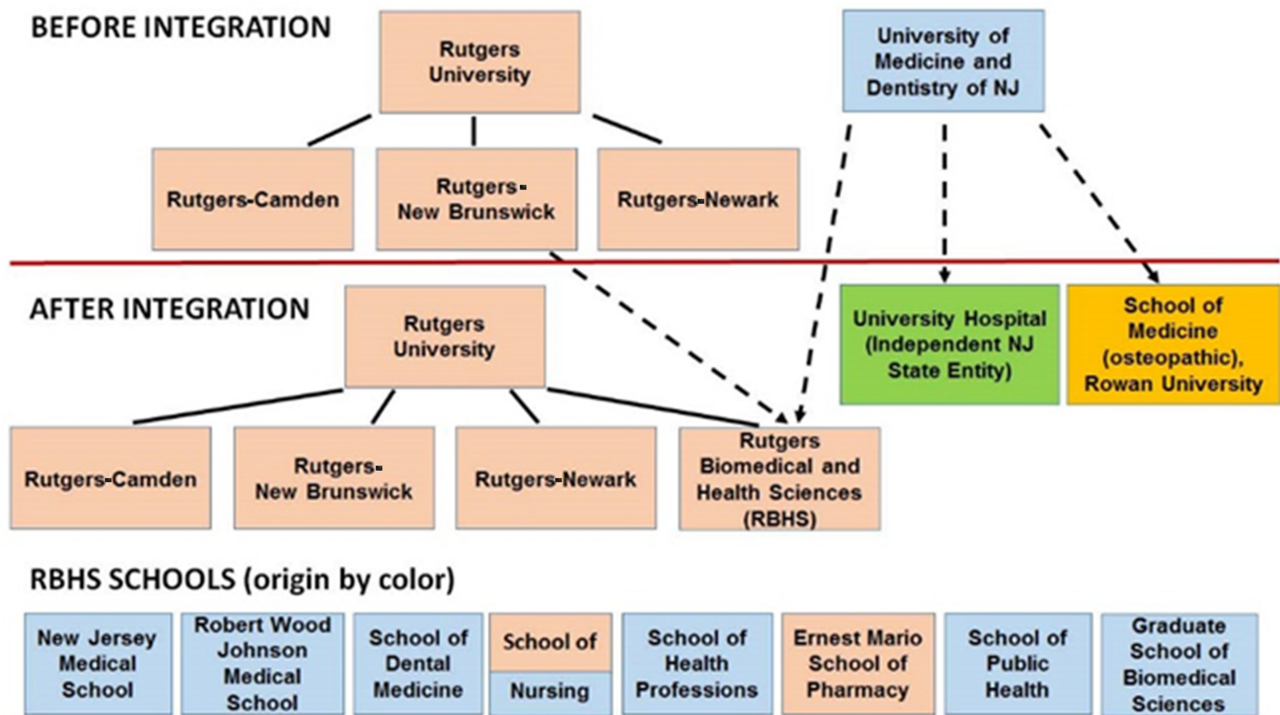 BEFORE INTEGRATION
Rutgers
University
University of
Medicine and
Dentistry of NJ
Rutgers-Camden
Rutgers-
New Brunswick
Rutgers-Newark
AFTER INTEGRATION
Rutgers
University
University Hospital
(Independent NJ
State Entity)
School of
Medicine
(osteopathic),
Rowan University
Rutgers-Camden
Rutgers-
New Brunswick
Rutgers-Newark
Rutgers
Biomedical and
Health Sciences
(RBHS)
RBHS SCHOOLS (origin by color)
New Jersey
Medical
School
Robert Wood
Johnson
Medical
School
School of
Dental
Medicine
School of
Nursing
School of
Health
Professions
Ernest Mario
School of
Pharmacy
School of
Public
Health
Graduate
School of
Biomedical
Sciences